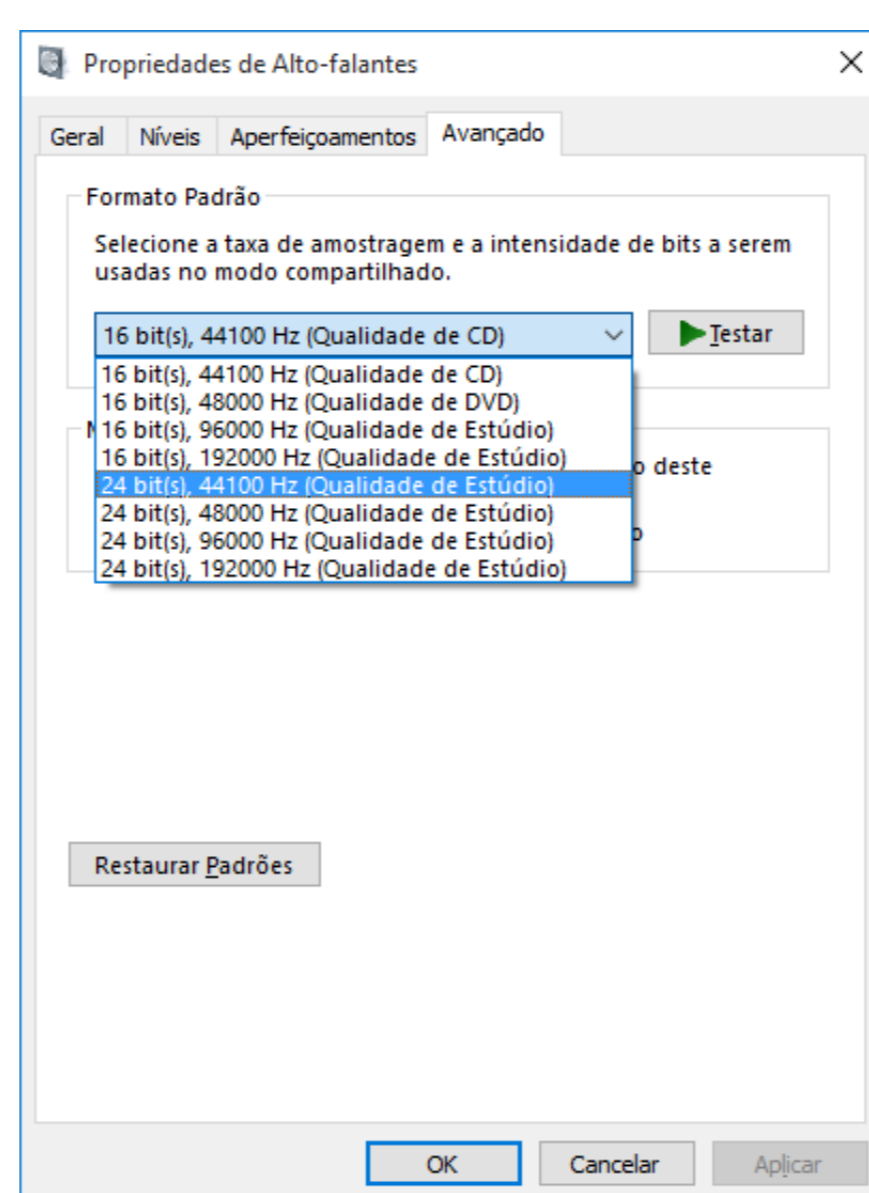 Propriedades de Alto-falantes
Geral Níveis Aperfeiçoamentos Avançado
Formato Padrão
Selecione a taxa de amostragem e a intensidade de bits a serem
usadas no modo compartilhado.
16 bit(s), 44100 Hz (Qualidade de CD) Testar
16 bit(s), 44100 Hz (Qualidade de CD)
16 bit(s), 48000 Hz (Qualidade de DVD)
16 bit(s), 96000 Hz (Qualidade de Estúdio)
16 bit(s), 192000 Hz (Qualidade de Estúdio)
o deste
24 bit(s), 44100 Hz (Qualidade de Estúdio)
24 bit(s), 48000 Hz (Qualidade de Estúdio)
24 bit(s), 96000 Hz (Qualidade de Estúdio)
24 bit(s), 192000 Hz (Qualidade de Estúdio)
Restaurar Padrões
OK Cancelar Aplicar